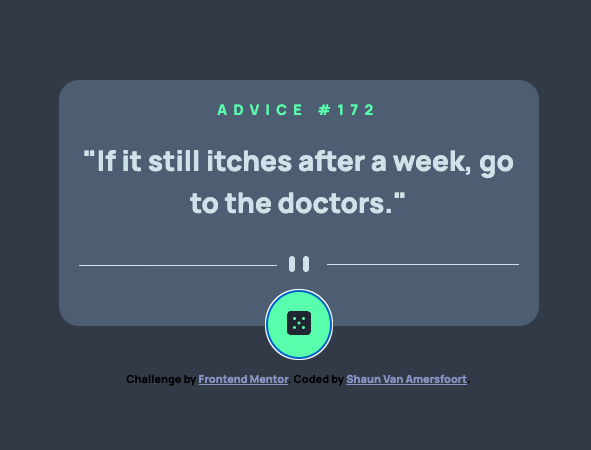 ADVICE #172
"If it still itches after a week, go
to the doctors."
Challenge by Frontend Mentor. Coded by Shaun Van Amersfoort.